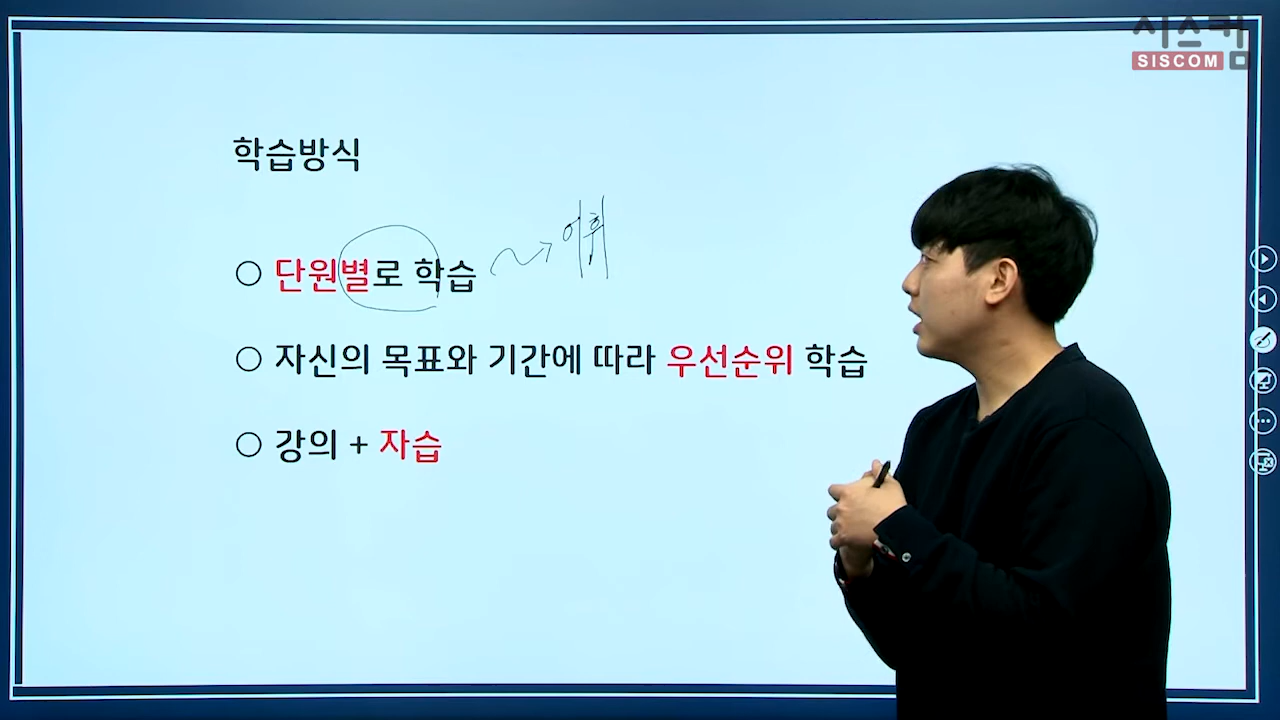 시스컴
SISCOM
학습방식
어휘
○ 단원별로 학습
○ 자신의 목표와 기간에 따라 우선순위 학습
○ 강의 + 자습